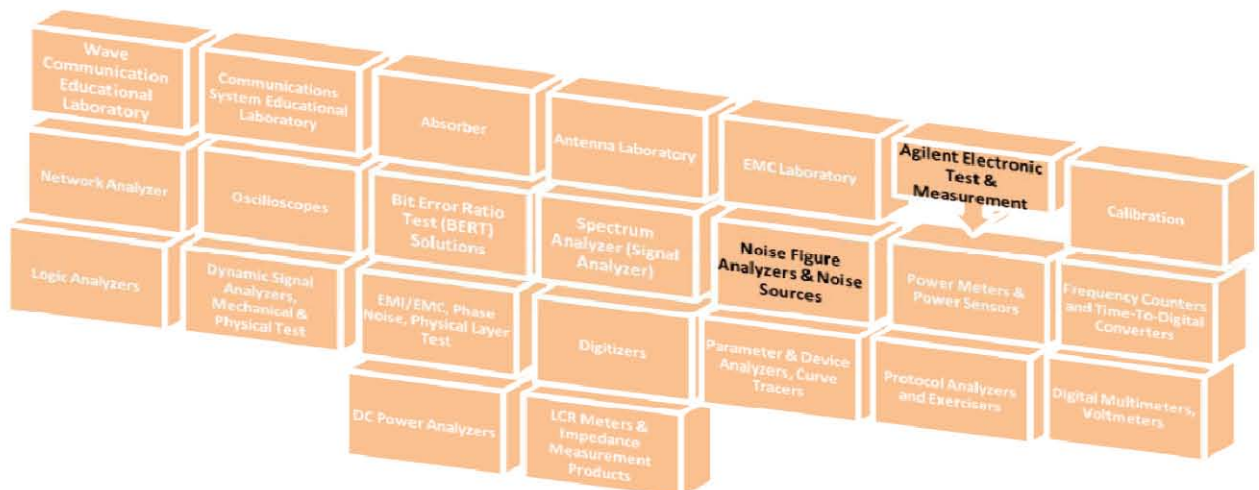 Wave
Communication
Educational
Laboratory
Communications
System Educational
Laboratory
Absorber
Antenna Laboratory
EMC Laboratory
Agilent Electronic
Test &
Measurement
Calibration
Network Analyzer
Oscilloscopes
Bit Error Ratio
Test (BERT)
Solutions
Spectrum
Analyzer (Signal
Analyzer)
Noise Figure
Analyzers & Noise
Sources
Power Meters &
Power Sensors
Frequency Counters
and Time-To-Digital
Converters
Logic Analyzers
Dynamic Signal
Analyzers,
Mechanical &
Physical Test
EMI/EMC, Phase
Noise, Physical Layer
Test
Digitizers
Parameter & Device
Analyzers, Curve
Tracers
Protocol Analyzers
and Exercisers
Digital Multimeters,
Voltmeters
DC Power Analyzers
LCR Meters &
Impedance
Measurement
Products